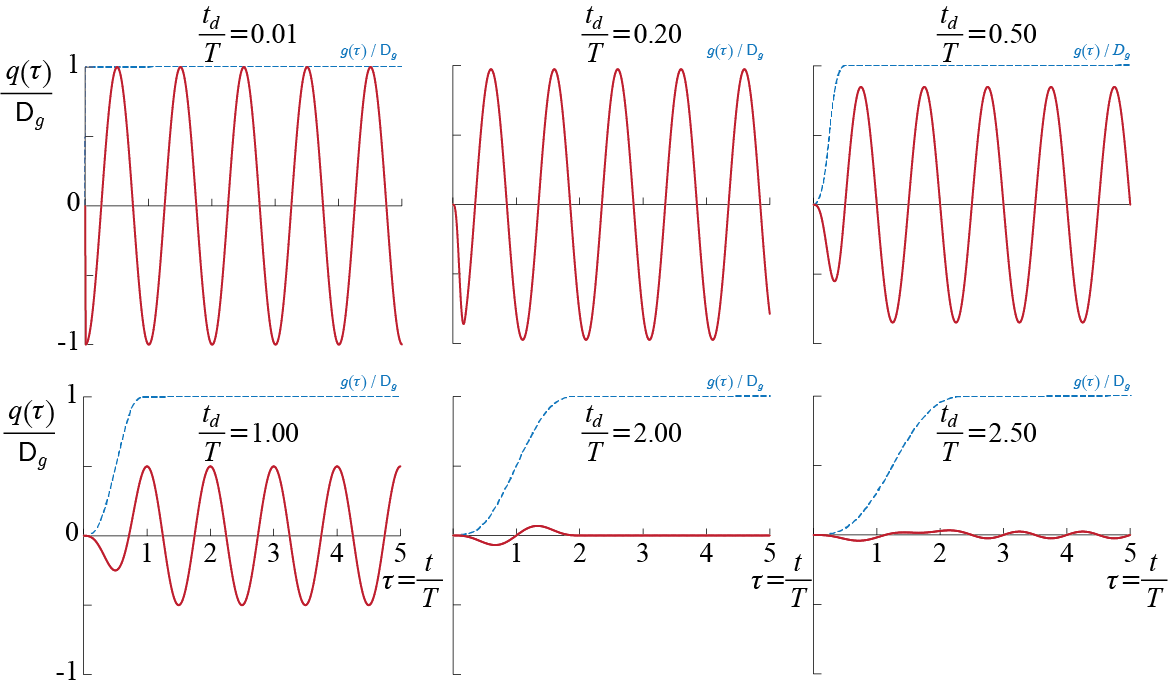 t_d/T=0.01
t_d/T=0.20
t_d/T=0.50
g(τ) / D_g
g(τ) / D_g
g(τ) / D_g
q(τ)/D_g
1
0
-1
t_d/T=1.00
t_d/T=2.00
t_d/T=2.50
g(τ) / D_g
g(τ) / D_g
g(τ) / D_g
q(τ)/D_g
1
0
-1
1 2 3 4 5
1 2 3 4 5
1 2 3 4 5
τ=t/T
τ=t/T
τ=t/T